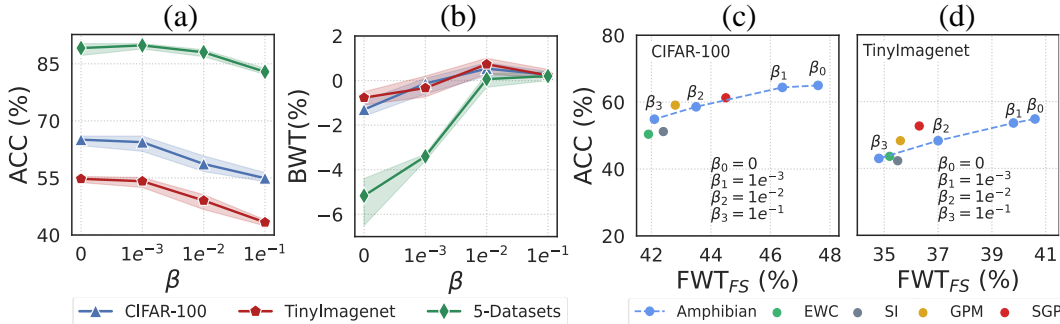 (a)
ACC (%)
85
70
55
40
0
1e⁻³
1e⁻²
1e⁻¹
β
(b)
BWT(%)
2
0
−2
−4
−6
0
1e⁻³
1e⁻²
1e⁻¹
β
CIFAR-100
TinyImagenet
5-Datasets
(c)
ACC (%)
80
60
40
20
CIFAR-100
β₃
β₂
β₁
β₀
β₀ = 0
β₁ = 1e⁻³
β₂ = 1e⁻²
β₃ = 1e⁻¹
42
44
46
48
FWT_FS (%)
(d)
TinyImagenet
β₃
β₂
β₁
β₀
β₀ = 0
β₁ = 1e⁻³
β₂ = 1e⁻²
β₃ = 1e⁻¹
35
37
39
41
FWT_FS (%)
Amphibian
EWC
SI
GPM